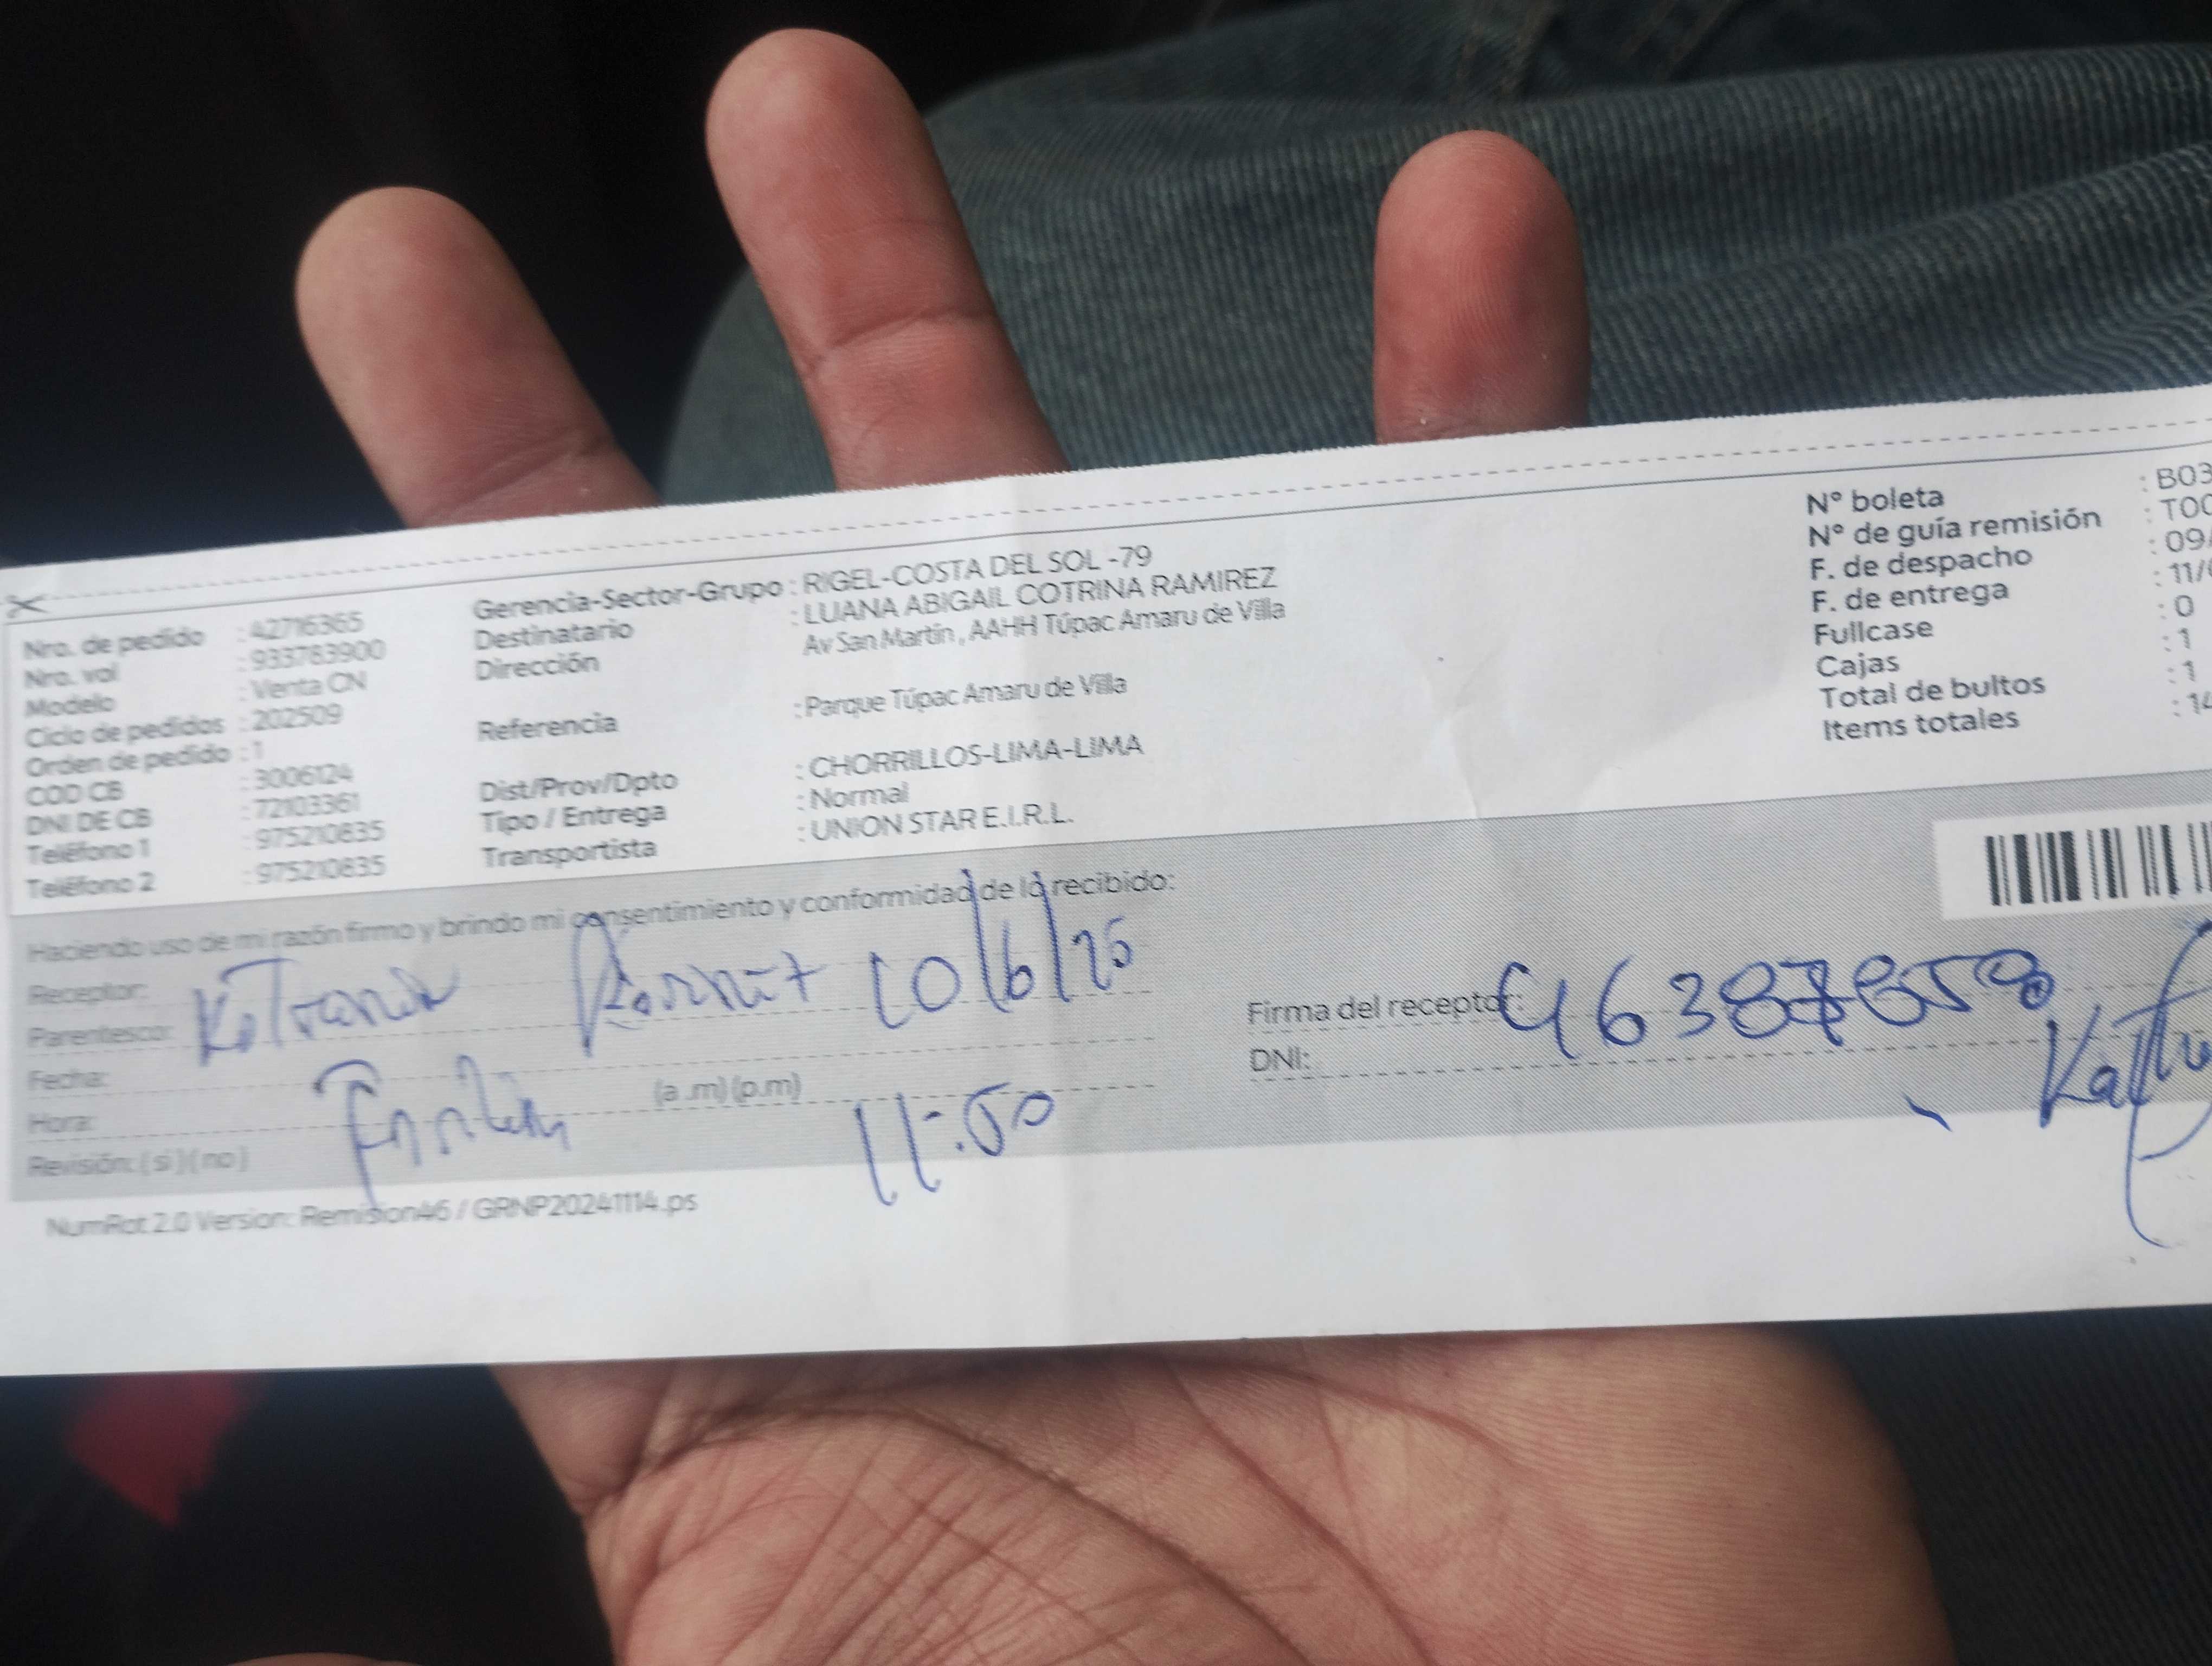 Nro. de pedido : 42716365
Nro. vol : 933783900
Modelo : Venta CN
Ciclo de pedidos : 202509
Orden de pedido : 1
COD CB : 3006124
DNI DE CB : 72103361
Teléfono 1 : 975210835
Teléfono 2 : 975210835
Gerencia-Sector-Grupo : RIGEL-COSTA DEL SOL -79
Destinatario : LUANA ABIGAIL COTRINA RAMIREZ
Dirección Av San Martín , AAHH Túpac Amaru de Villa
Referencia : Parque Túpac Amaru de Villa
Dist/Prov/Dpto : CHORRILLOS-LIMA-LIMA
Tipo / Entrega : Normal
Transportista : UNION STAR E.I.R.L.
N° boleta : B03
N° de guía remisión : T00
F. de despacho : 09/
F. de entrega : 11/
Fullcase : 0
Cajas : 1
Total de bultos : 1
Items totales : 14
Haciendo uso de mi razón firmo y brindo mi consentimiento y conformidad de lo recibido:
Receptor:
Parentesco: 10/6/25
Fecha:
Hora: (a .m) (p.m) 11:50
Revisión: ( si ) ( no )
Firma del receptor:
DNI:
NumRot 2.0 Version: Remision46 / GRNP20241114.ps